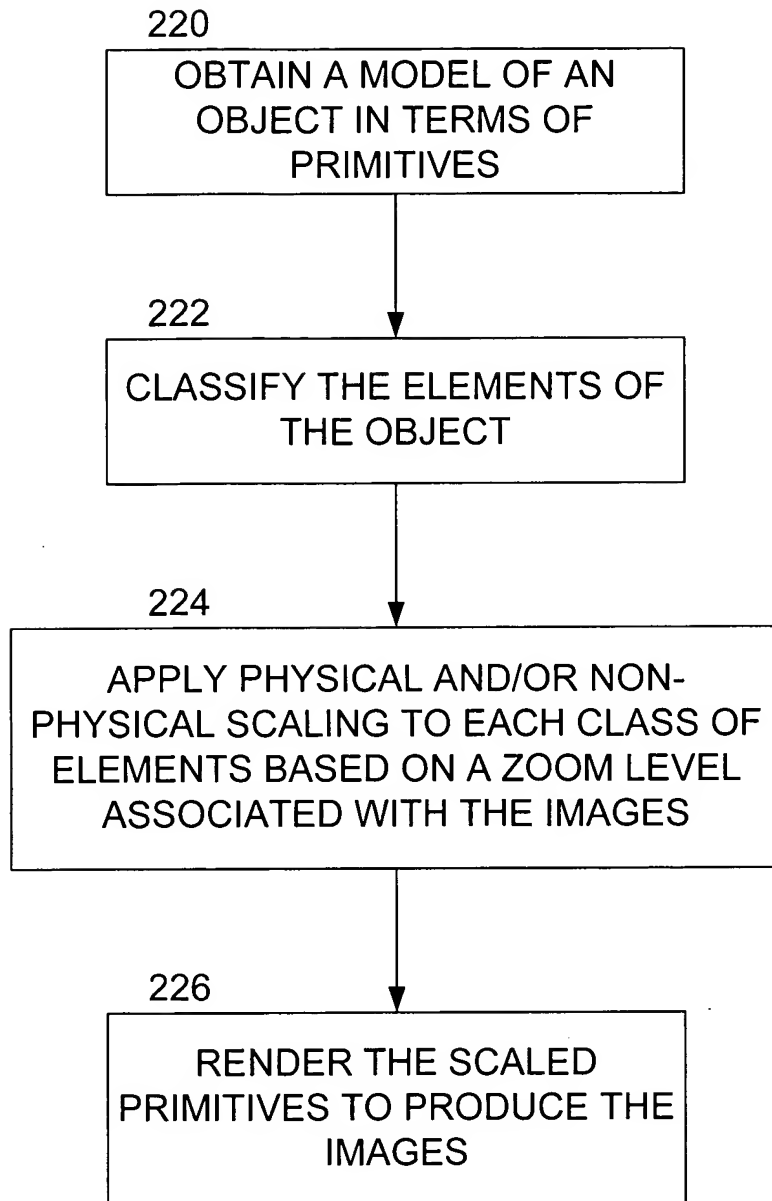 220
OBTAIN A MODEL OF AN
OBJECT IN TERMS OF
PRIMITIVES
222
CLASSIFY THE ELEMENTS OF
THE OBJECT
224
APPLY PHYSICAL AND/OR NON-
PHYSICAL SCALING TO EACH CLASS OF
ELEMENTS BASED ON A ZOOM LEVEL
ASSOCIATED WITH THE IMAGES
226
RENDER THE SCALED
PRIMITIVES TO PRODUCE THE
IMAGES